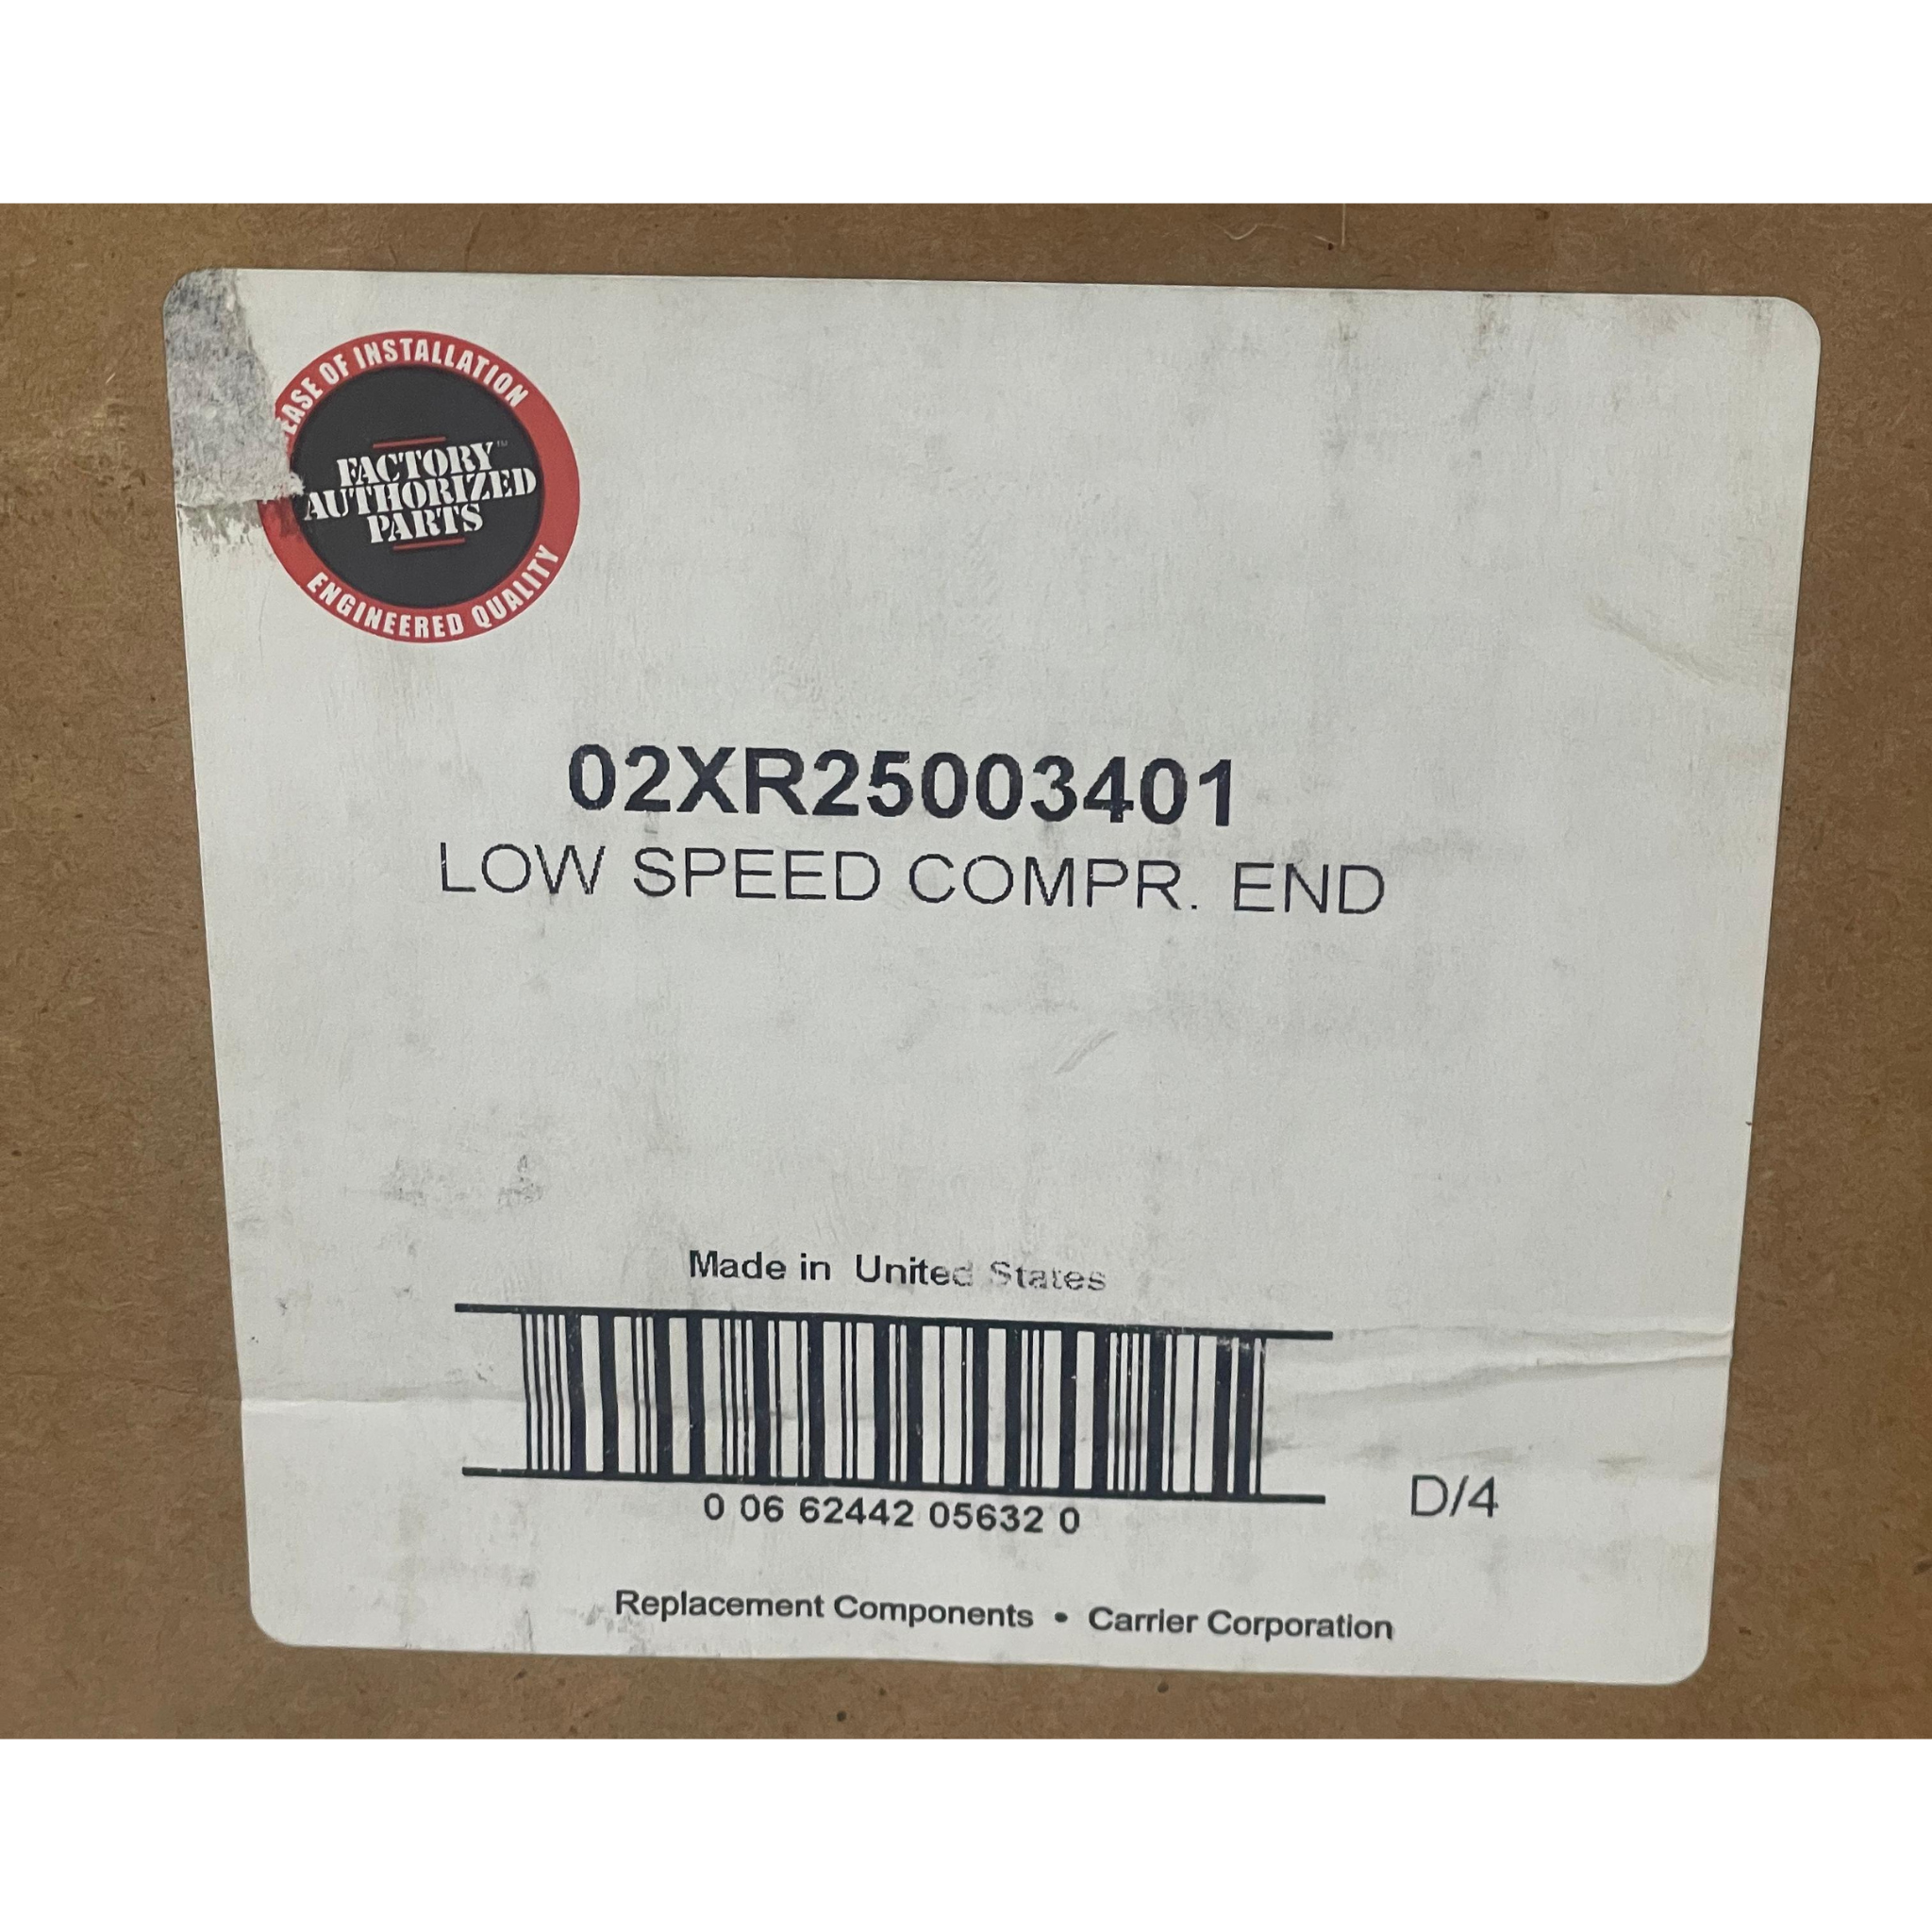 EASE OF INSTALLATION
FACTORY™
AUTHORIZED
PARTS
ENGINEERED QUALITY
02XR25003401
LOW SPEED COMPR. END
Made in United States
0 06 62442 05632 0
D/4
Replacement Components • Carrier Corporation